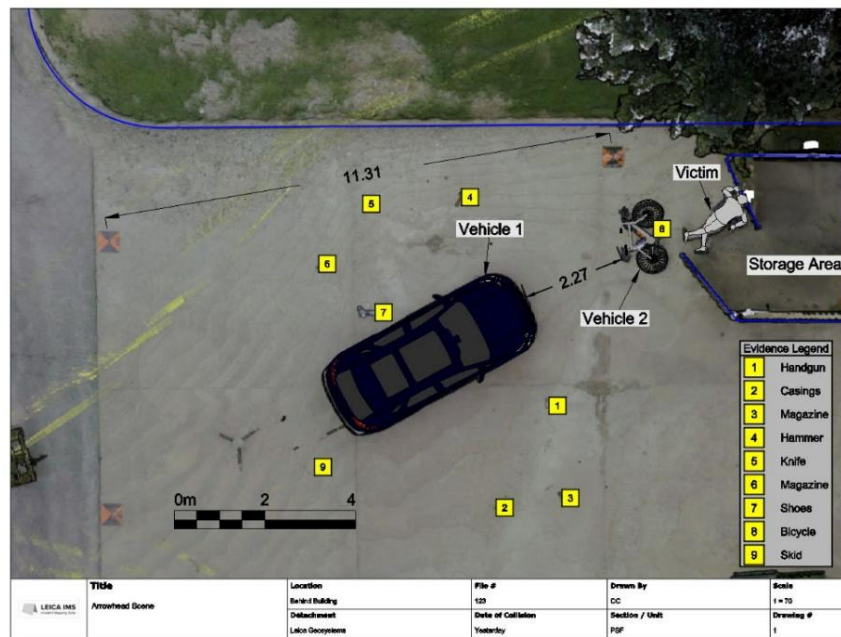 11.31
5
4
Victim
Vehicle 1
8
6
Storage Area
2.27
7
Vehicle 2
Evidence Legend
1 Handgun
2 Casings
3 Magazine
4 Hammer
5 Knife
6 Magazine
7 Shoes
8 Bicycle
9 Skid
1
9
0m 2 4
3
2
Title
Location
File #
Drawn By
Scale
LEICA IMS
Arrowhead Scene
Behind Building
123
CC
1 = 70
Detachment
Date of Collision
Section / Unit
Drawing #
Leica Geosystems
Yesterday
PSF
1